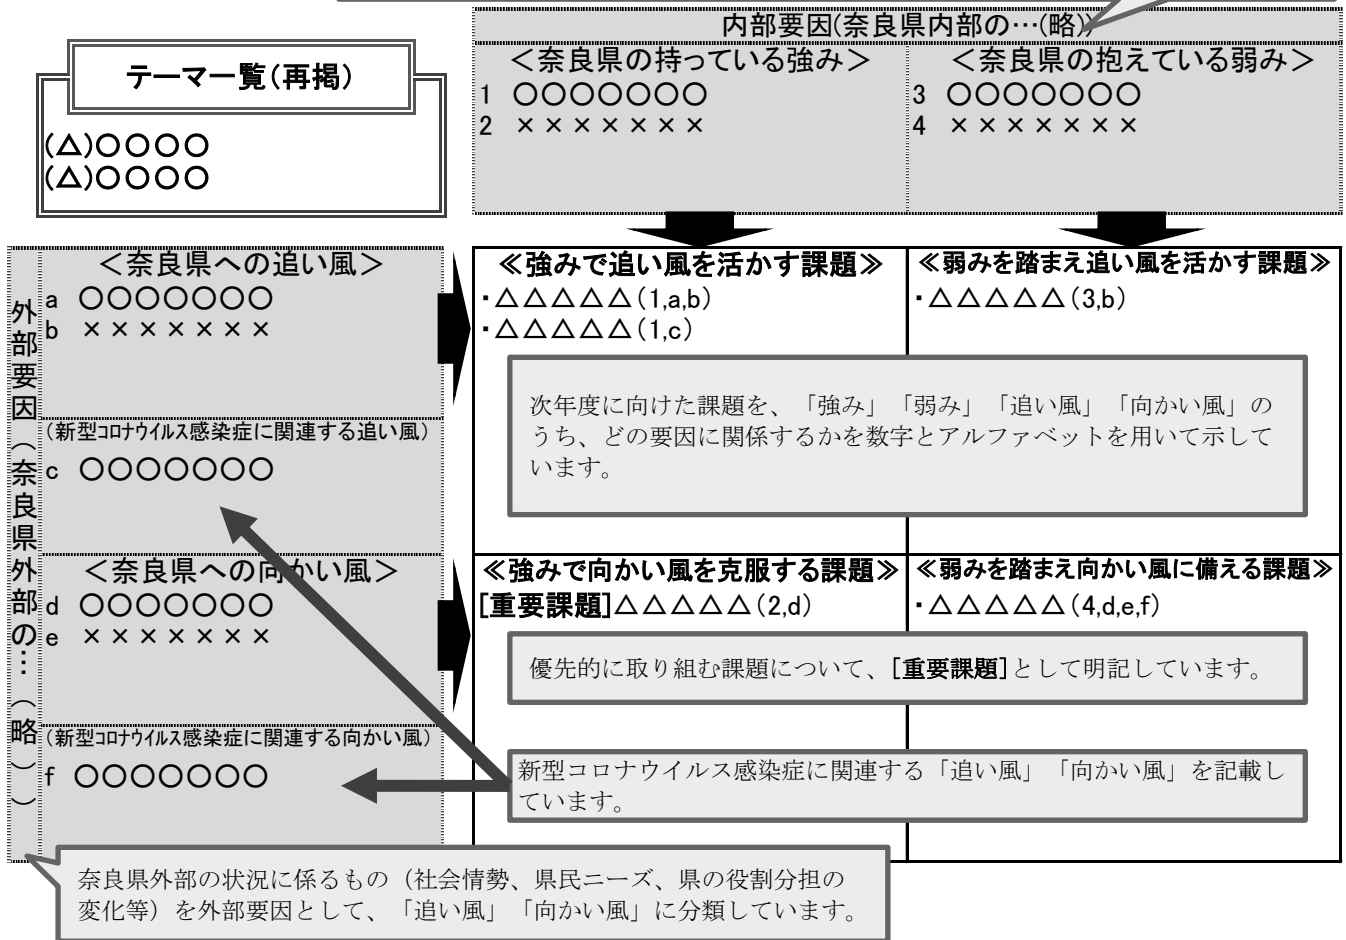 内部要因(奈良県内部の…(略))
<奈良県の持っている強み>
1 ○○○○○○○
2 ×××××××
<奈良県の抱えている弱み>
3 ○○○○○○○
4 ×××××××
テーマ一覧(再掲)
(△)○○○○
(△)○○○○
外部要因(奈良県外部の…(略))
<奈良県への追い風>
a ○○○○○○○
b ×××××××
(新型コロナウイルス感染症に関連する追い風)
c ○○○○○○○
<奈良県への向かい風>
d ○○○○○○○
e ×××××××
(新型コロナウイルス感染症に関連する向かい風)
f ○○○○○○○
≪強みで追い風を活かす課題≫
・△△△△△(1,a,b)
・△△△△△(1,c)
≪弱みを踏まえ追い風を活かす課題≫
・△△△△△(3,b)
次年度に向けた課題を、「強み」「弱み」「追い風」「向かい風」の
うち、どの要因に関係するかを数字とアルファベットを用いて示して
います。
≪強みで向かい風を克服する課題≫
[重要課題]△△△△△(2,d)
≪弱みを踏まえ向かい風に備える課題≫
・△△△△△(4,d,e,f)
優先的に取り組む課題について、[重要課題]として明記しています。
新型コロナウイルス感染症に関連する「追い風」「向かい風」を記載し
ています。
奈良県外部の状況に係るもの(社会情勢、県民ニーズ、県の役割分担の
変化等)を外部要因として、「追い風」「向かい風」に分類しています。